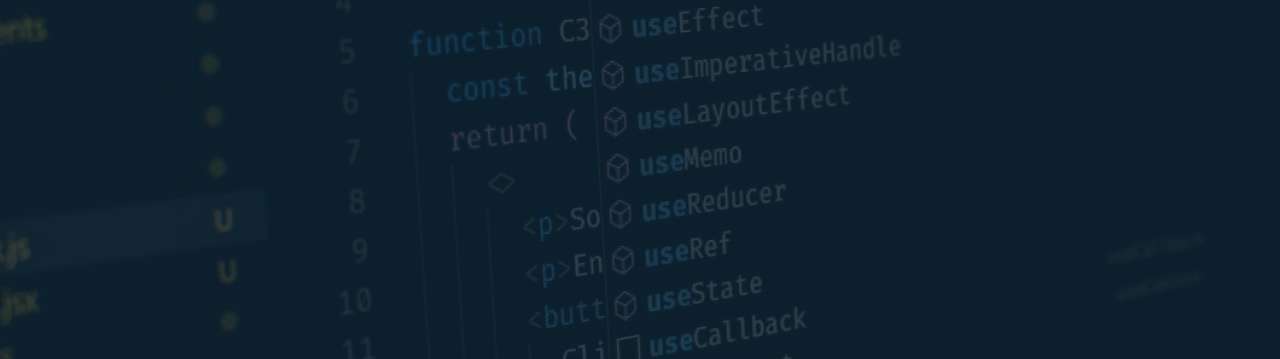 ents
4
5 function C3
6 const the
7 return (
8 <>
9 <p>So
10 <p>En
11 <butt
Cli
useEffect
useImperativeHandle
useLayoutEffect
useMemo
useReducer
useRef
useState
useCallback
U
.js
U
.jsx